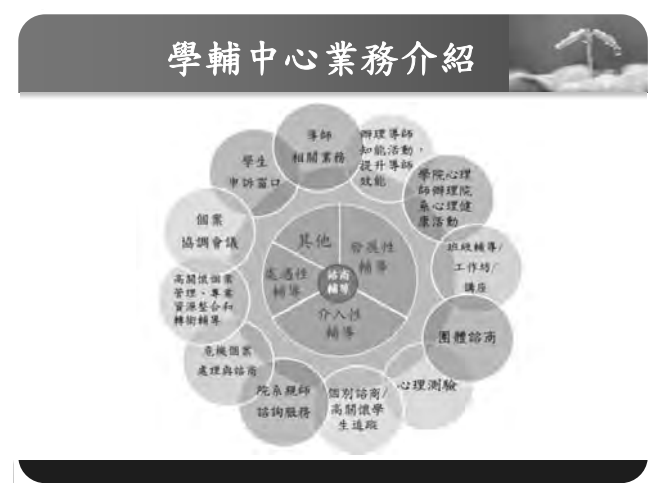 學輔中心業務介紹
導師
相關業務
辦理導師
知能活動，
提升導師
效能
學院心理
師辦理院
系心理健
康活動
班級輔導/
工作坊/
講座
團體諮商
心理測驗
個別諮商/
高關懷學
生追蹤
院系親師
諮詢服務
危機個案
處理與諮商
高關懷個案
管理、專業
資源整合和
轉銜輔導
個案
協調會議
學生
申訴窗口
其他
發展性
輔導
介入性
輔導
處遇性
輔導
諮商
輔導